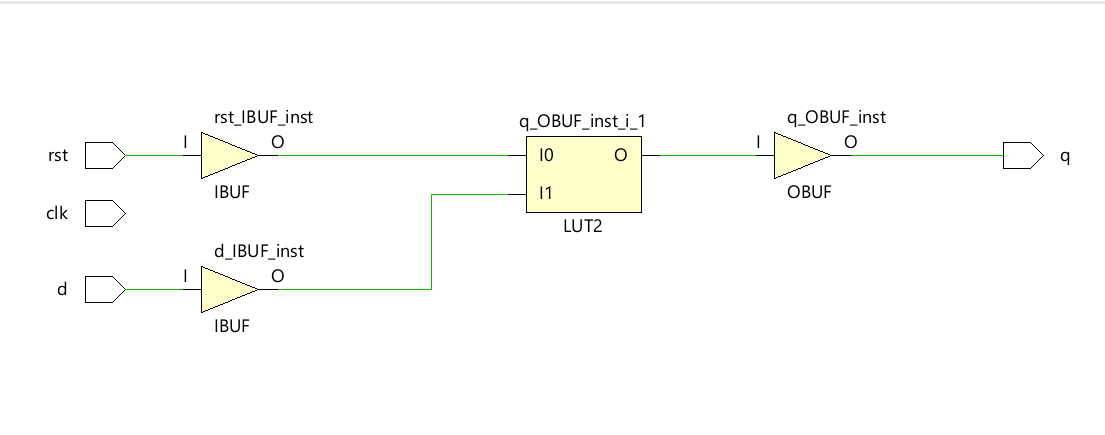 rst_IBUF_inst
q_OBUF_inst_i_1
q_OBUF_inst
rst
I
O
I0
O
I
O
q
IBUF
I1
OBUF
clk
LUT2
d_IBUF_inst
d
I
O
IBUF